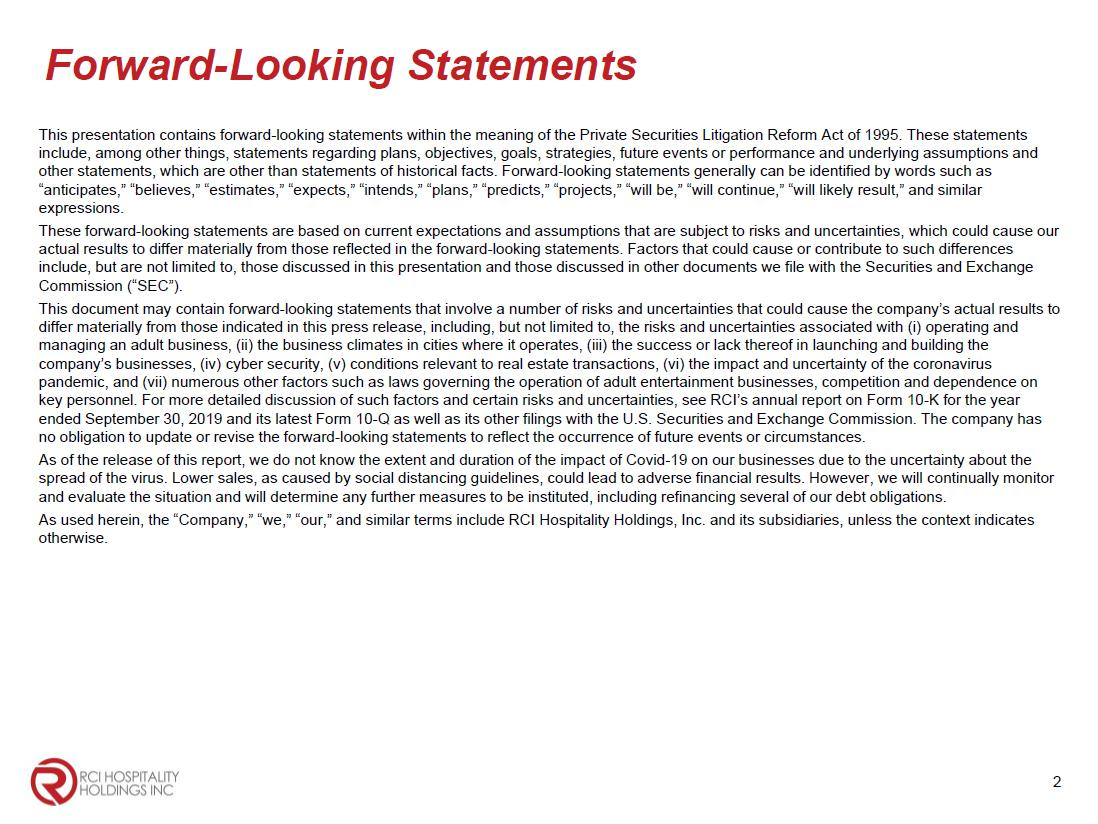 Forward-Looking Statements
This presentation contains forward-looking statements within the meaning of the Private Securities Litigation Reform Act of 1995. These statements
include, among other things, statements regarding plans, objectives, goals, strategies, future events or performance and underlying assumptions and
other statements, which are other than statements of historical facts. Forward-looking statements generally can be identified by words such as
“anticipates,” “believes,” “estimates,” “expects,” “intends,” “plans,” “predicts,” “projects,” “will be,” “will continue,” “will likely result,” and similar
expressions.
These forward-looking statements are based on current expectations and assumptions that are subject to risks and uncertainties, which could cause our
actual results to differ materially from those reflected in the forward-looking statements. Factors that could cause or contribute to such differences
include, but are not limited to, those discussed in this presentation and those discussed in other documents we file with the Securities and Exchange
Commission (“SEC”).
This document may contain forward-looking statements that involve a number of risks and uncertainties that could cause the company’s actual results to
differ materially from those indicated in this press release, including, but not limited to, the risks and uncertainties associated with (i) operating and
managing an adult business, (ii) the business climates in cities where it operates, (iii) the success or lack thereof in launching and building the
company’s businesses, (iv) cyber security, (v) conditions relevant to real estate transactions, (vi) the impact and uncertainty of the coronavirus
pandemic, and (vii) numerous other factors such as laws governing the operation of adult entertainment businesses, competition and dependence on
key personnel. For more detailed discussion of such factors and certain risks and uncertainties, see RCI’s annual report on Form 10-K for the year
ended September 30, 2019 and its latest Form 10-Q as well as its other filings with the U.S. Securities and Exchange Commission. The company has
no obligation to update or revise the forward-looking statements to reflect the occurrence of future events or circumstances.
As of the release of this report, we do not know the extent and duration of the impact of Covid-19 on our businesses due to the uncertainty about the
spread of the virus. Lower sales, as caused by social distancing guidelines, could lead to adverse financial results. However, we will continually monitor
and evaluate the situation and will determine any further measures to be instituted, including refinancing several of our debt obligations.
As used herein, the “Company,” “we,” “our,” and similar terms include RCI Hospitality Holdings, Inc. and its subsidiaries, unless the context indicates
otherwise.
RCI HOSPITALITY
HOLDINGS INC
2